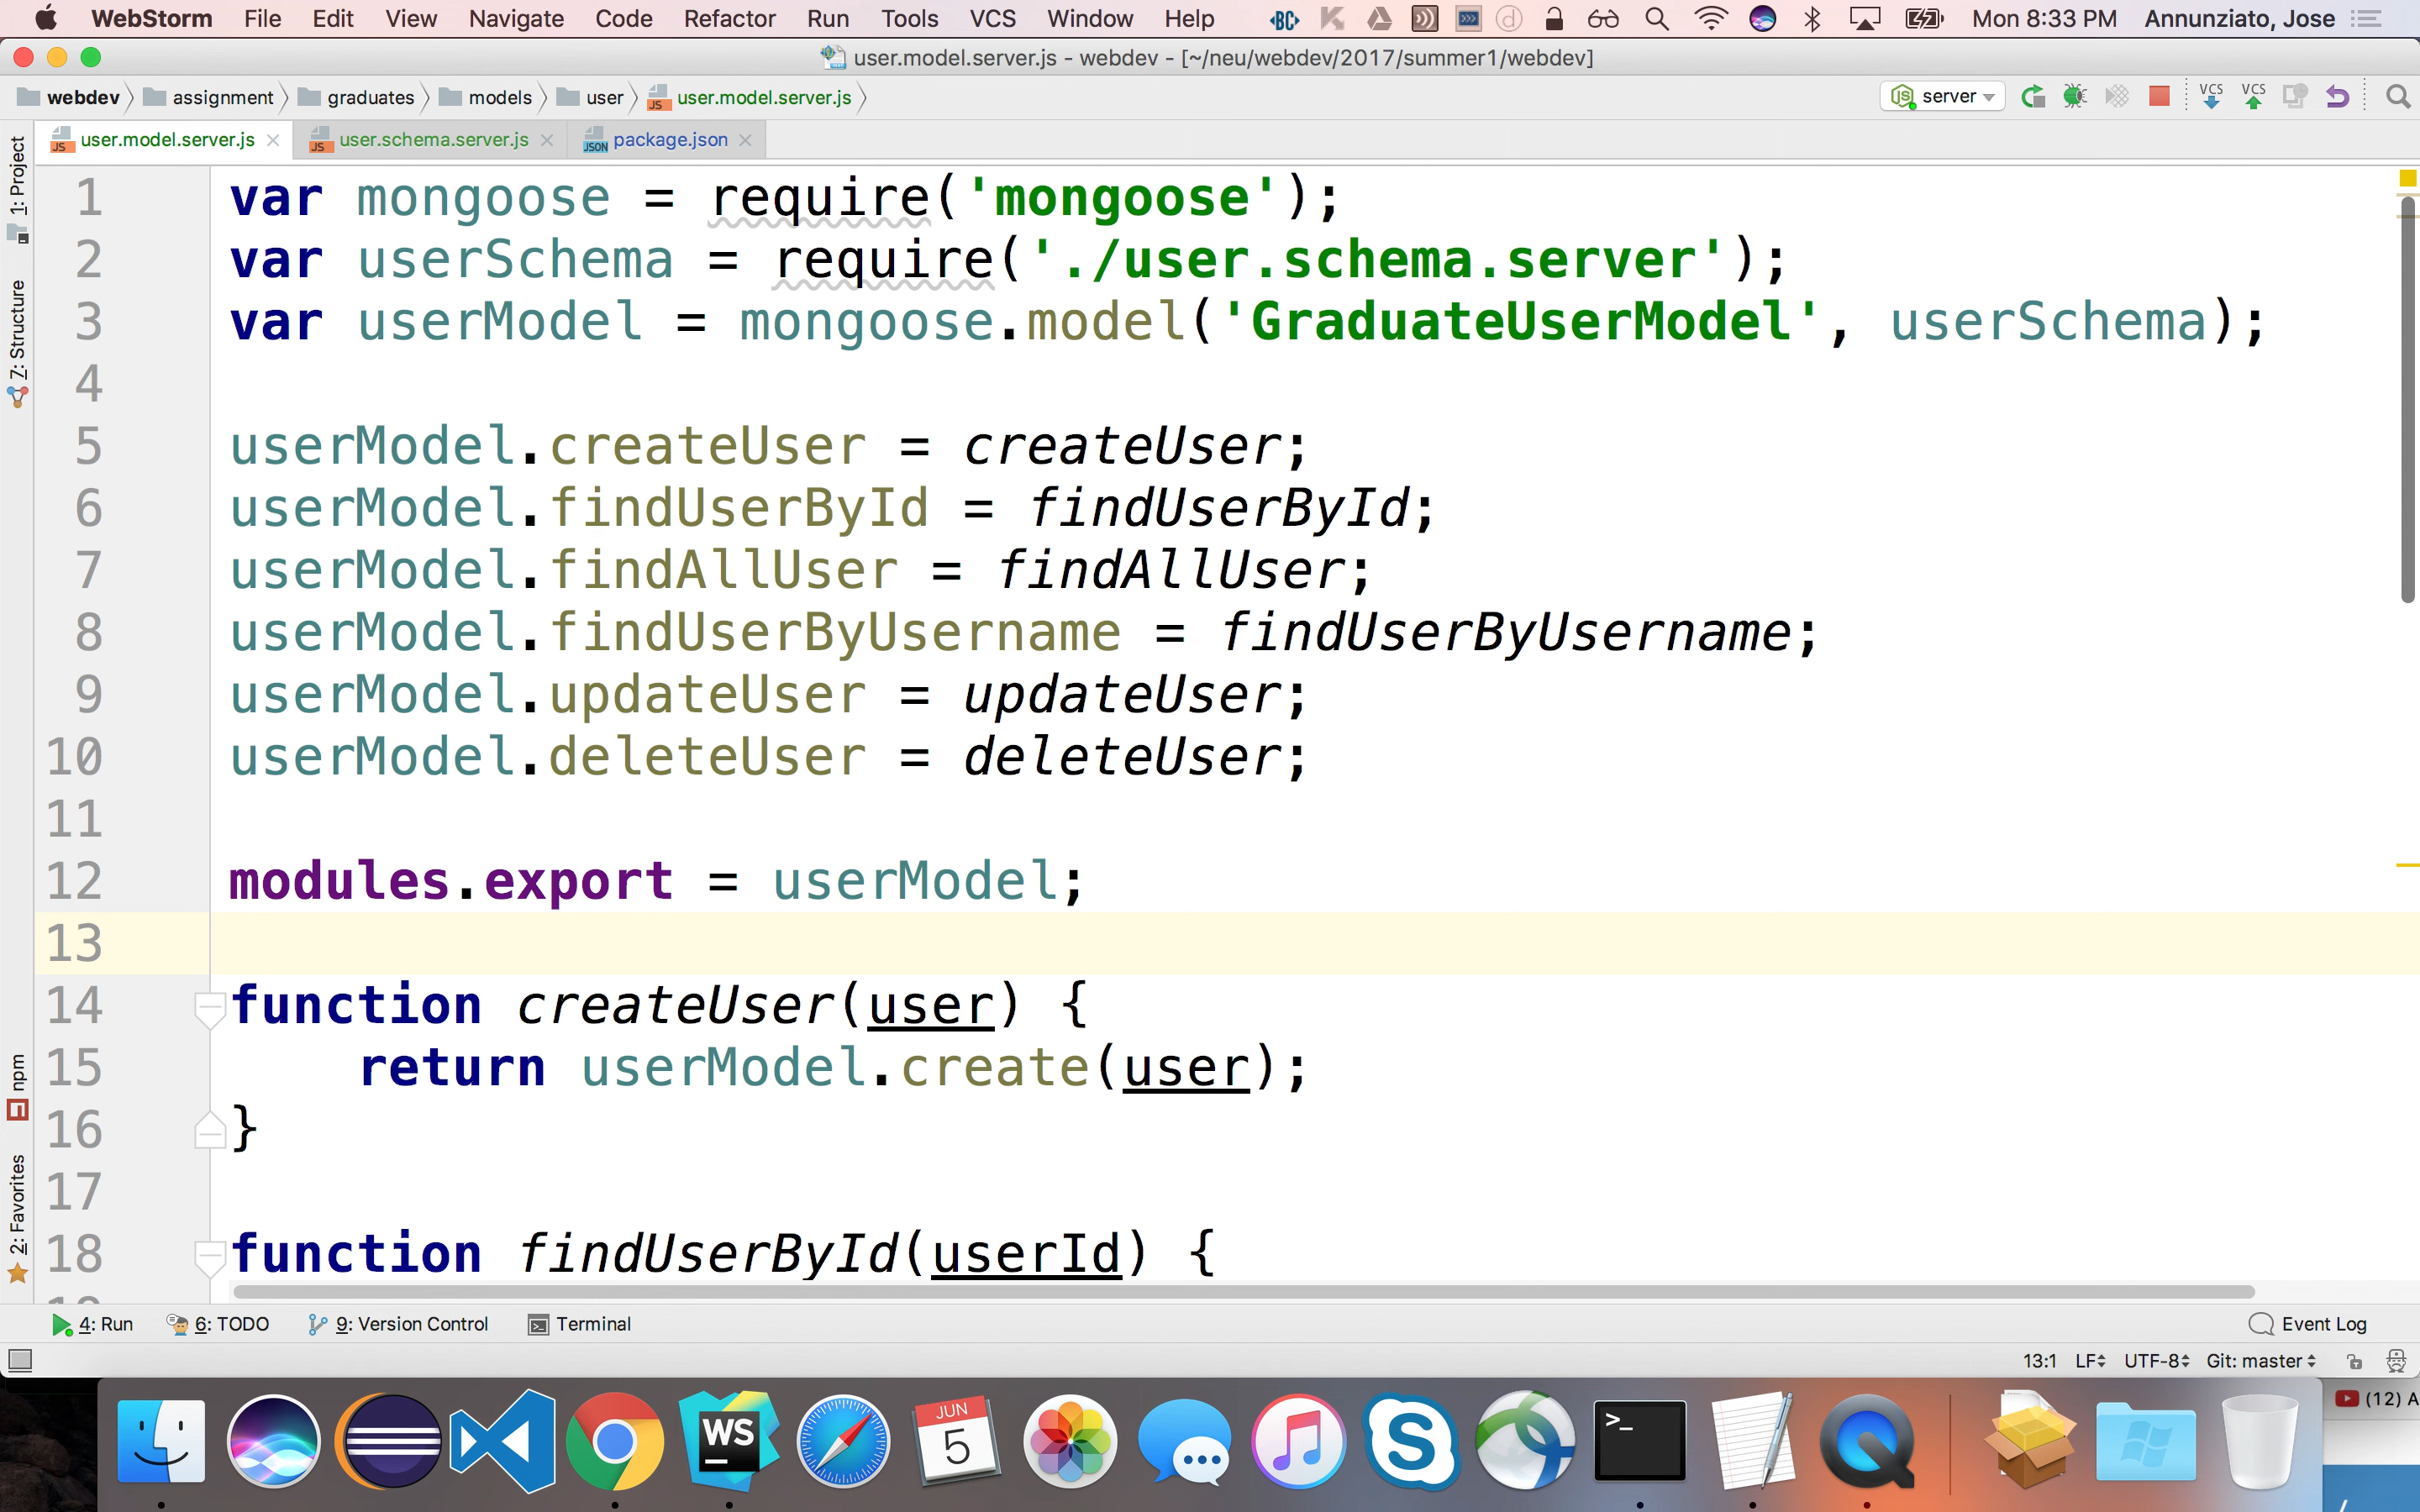 WebStorm File Edit View Navigate Code Refactor Run Tools VCS Window Help BC Mon 8:33 PM Annunziato, Jose
user.model.server.js - webdev - [~/neu/webdev/2017/summer1/webdev]
webdev assignment graduates models user user.model.server.js server VCS VCS
user.model.server.js user.schema.server.js package.json
1: Project
7: Structure
npm
2: Favorites
1 var mongoose = require('mongoose');
2 var userSchema = require('./user.schema.server');
3 var userModel = mongoose.model('GraduateUserModel', userSchema);
4
5 userModel.createUser = createUser;
6 userModel.findUserById = findUserById;
7 userModel.findAllUser = findAllUser;
8 userModel.findUserByUsername = findUserByUsername;
9 userModel.updateUser = updateUser;
10 userModel.deleteUser = deleteUser;
11
12 modules.export = userModel;
13
14 function createUser(user) {
15 return userModel.create(user);
16 }
17
18 function findUserById(userId) {
4: Run 6: TODO 9: Version Control Terminal Event Log
13:1 LF UTF-8 Git: master
WS JUN 5 S >_ (12) A